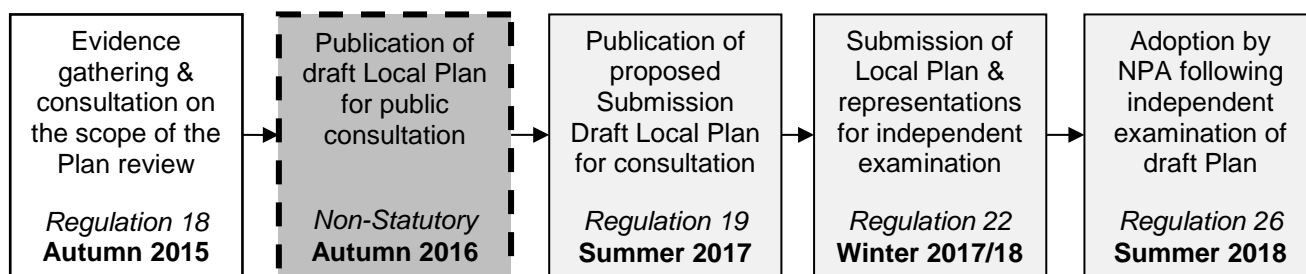 Evidence
gathering &
consultation on
the scope of the
Plan review
Regulation 18
Autumn 2015
Publication of
draft Local Plan
for public
consultation
Non-Statutory
Autumn 2016
Publication of
proposed
Submission
Draft Local Plan
for consultation
Regulation 19
Summer 2017
Submission of
Local Plan &
representations
for independent
examination
Regulation 22
Winter 2017/18
Adoption by
NPA following
independent
examination of
draft Plan
Regulation 26
Summer 2018